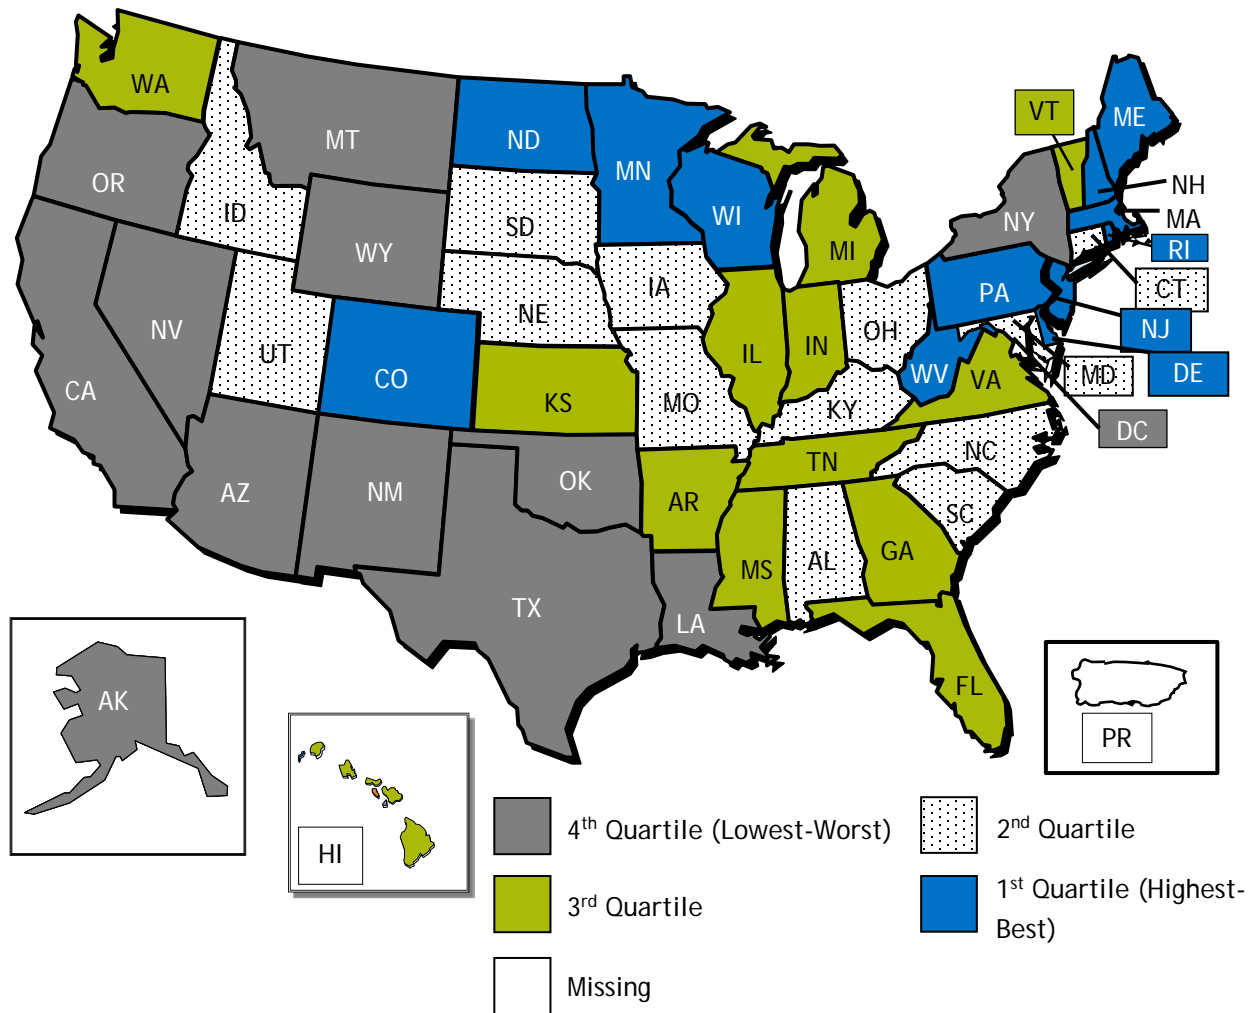 WA
VT
ME
MT
ND
MN
OR
ID
SD
WI
NH
MA
NY
WY
MI
RI
IA
CT
NE
PA
NV
OH
NJ
UT
IL
IN
CA
CO
WV
VA
MD
DE
KS
MO
KY
DC
NC
TN
AZ
NM
OK
AR
SC
MS
AL
GA
TX
LA
FL
AK
PR
HI
4th Quartile (Lowest-Worst)
2nd Quartile
3rd Quartile
1st Quartile (Highest-
Best)
Missing